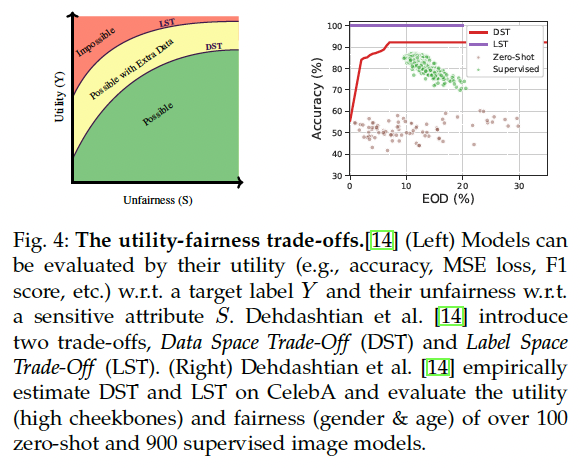 Utility (Y)
Impossible
LST
Possible with Extra Data
DST
Possible
Unfairness (S)
Accuracy (%)
100
90
80
70
60
50
40
30
0
10
20
30
EOD (%)
DST
LST
Zero-Shot
Supervised
Fig. 4: The utility-fairness trade-offs.[14] (Left) Models can
be evaluated by their utility (e.g., accuracy, MSE loss, F1
score, etc.) w.r.t. a target label Y and their unfairness w.r.t.
a sensitive attribute S. Dehdashtian et al. [14] introduce
two trade-offs, Data Space Trade-Off (DST) and Label Space
Trade-Off (LST). (Right) Dehdashtian et al. [14] empirically
estimate DST and LST on CelebA and evaluate the utility
(high cheekbones) and fairness (gender & age) of over 100
zero-shot and 900 supervised image models.